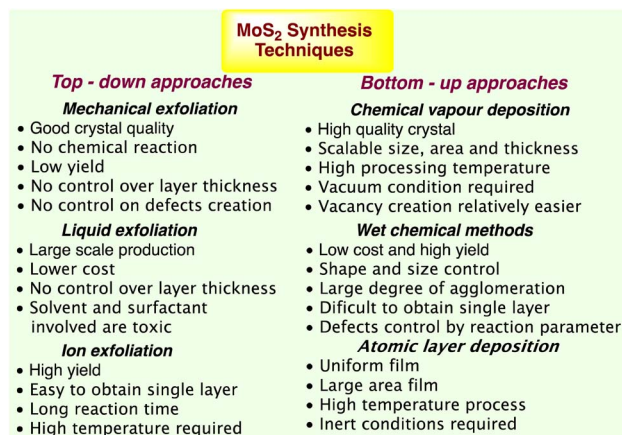 MoS₂ Synthesis
Techniques
Top - down approaches
Mechanical exfoliation
• Good crystal quality
• No chemical reaction
• Low yield
• No control over layer thickness
• No control on defects creation
Liquid exfoliation
• Large scale production
• Lower cost
• No control over layer thickness
• Solvent and surfactant
involved are toxic
Ion exfoliation
• High yield
• Easy to obtain single layer
• Long reaction time
• High temperature required
Bottom - up approaches
Chemical vapour deposition
• High quality crystal
• Scalable size, area and thickness
• High processing temperature
• Vacuum condition required
• Vacancy creation relatively easier
Wet chemical methods
• Low cost and high yield
• Shape and size control
• Large degree of agglomeration
• Dificult to obtain single layer
• Defects control by reaction parameter
Atomic layer deposition
• Uniform film
• Large area film
• High temperature process
• Inert conditions required